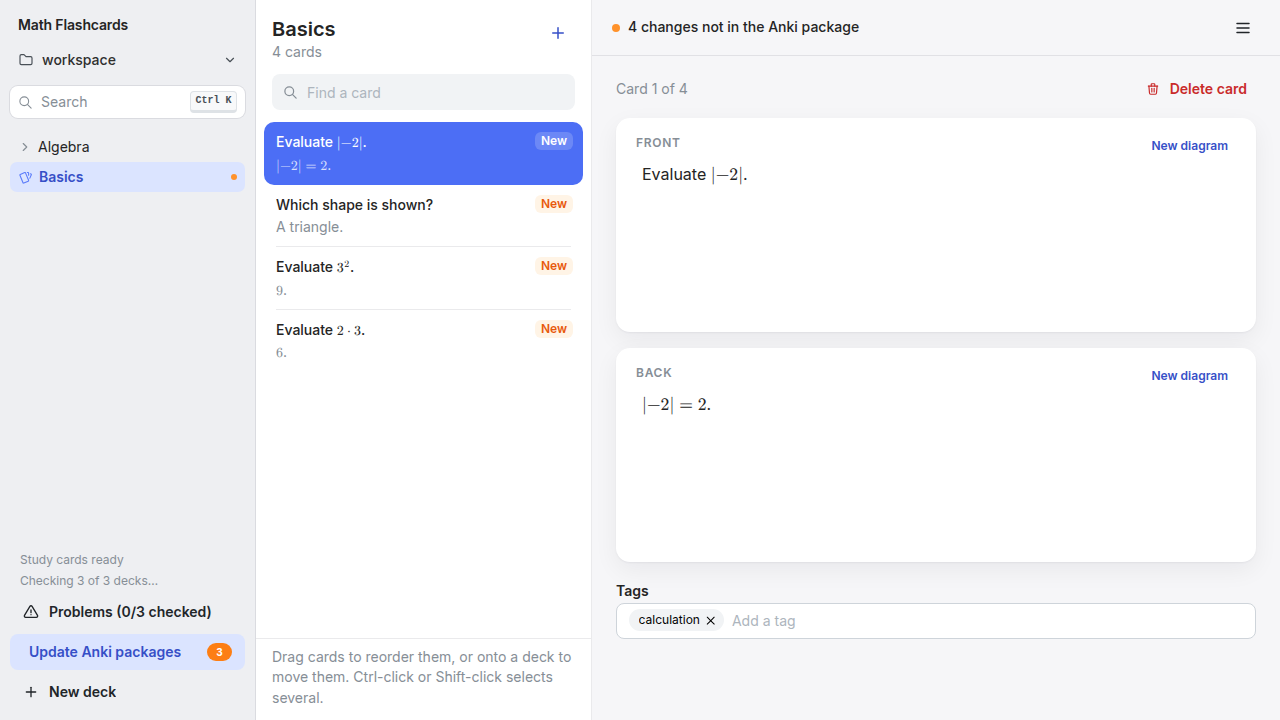 Math Flashcards
workspace
Search
Ctrl K
Algebra
Basics
Study cards ready
Checking 3 of 3 decks...
Problems (0/3 checked)
Update Anki packages
3
New deck
Basics
4 cards
Find a card
Evaluate |−2|.
New
|−2| = 2.
Which shape is shown?
New
A triangle.
Evaluate 3².
New
9.
Evaluate 2 · 3.
New
6.
Drag cards to reorder them, or onto a deck to
move them. Ctrl-click or Shift-click selects
several.
4 changes not in the Anki package
Card 1 of 4
Delete card
FRONT
New diagram
Evaluate |−2|.
BACK
New diagram
|−2| = 2.
Tags
calculation
Add a tag